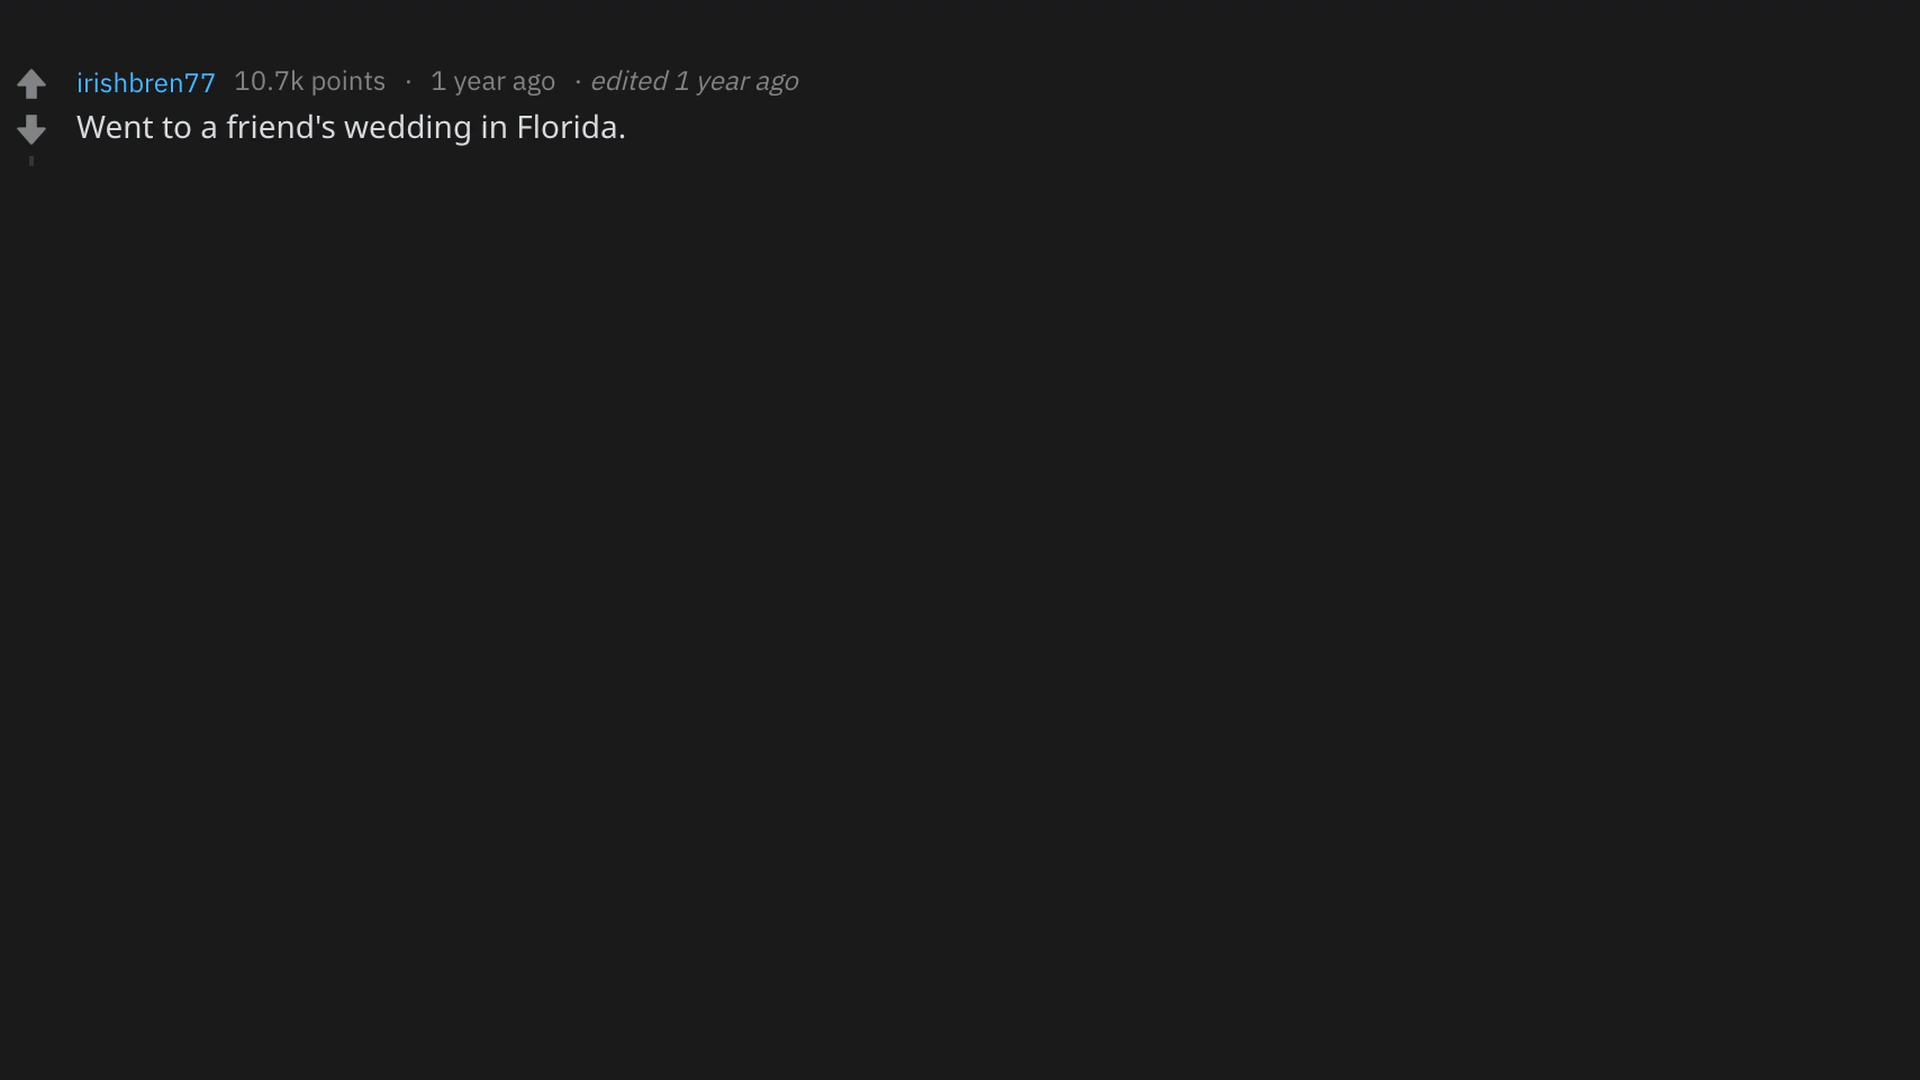 irishbren77 10.7k points · 1 year ago · edited 1 year ago
Went to a friend's wedding in Florida.